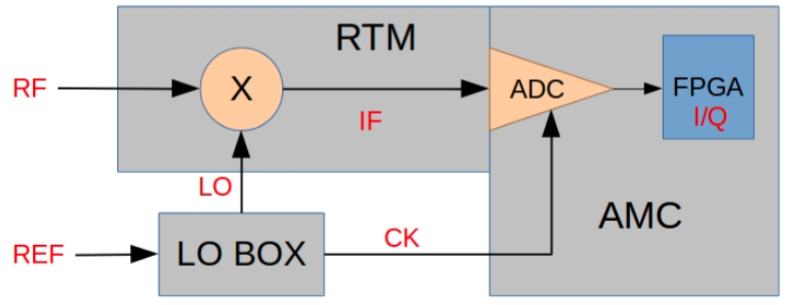 RTM
RF
X
IF
ADC
FPGA
I/Q
LO
AMC
REF
LO BOX
CK